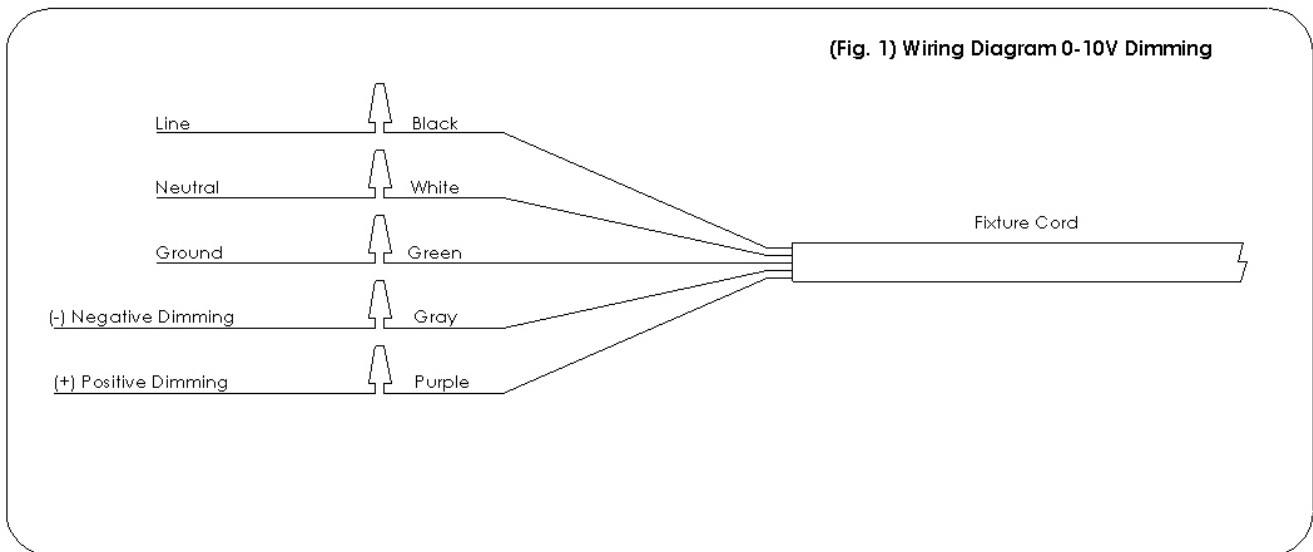 (Fig. 1) Wiring Diagram 0-10V Dimming
Line
Black
Neutral
White
Fixture Cord
Ground
Green
(-) Negative Dimming
Gray
(+) Positive Dimming
Purple